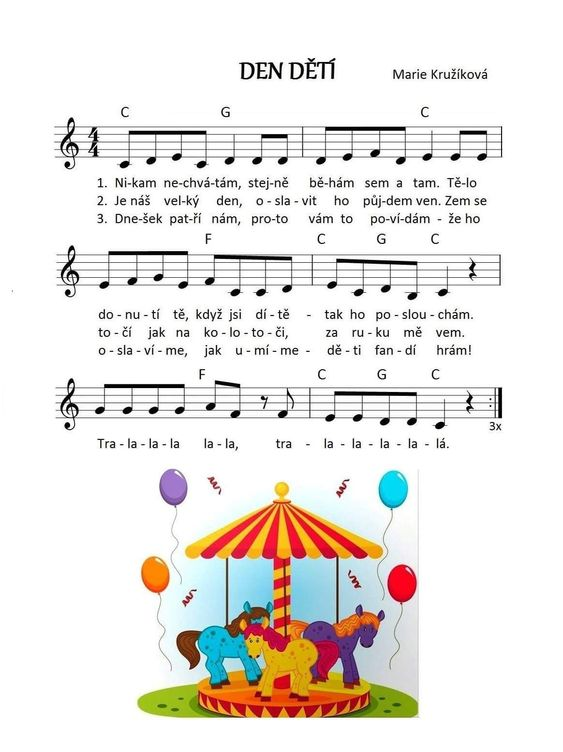 DEN DĚTÍ
Marie Kružíková
C G C
4
4
1. Ni-kam ne-chvá-tám, stej-ně bě-hám sem a tam. Tě-lo
2. Je náš vel-ký den, o-sla-vit ho půj-dem ven. Zem se
3. Dne-šek pat-ří nám, pro-to vám to po-ví-dám - že ho
F C G C
do - nu - tí tě, když jsi dí - tě - tak ho po - slou - chám.
to - čí jak na ko - lo - to - či, za ru - ku mě vem.
o - sla - ví - me, jak u - mí - me - dě - ti fan - dí hrám!
F C G C
3x
Tra - la - la - la la - la, tra - la - la - la - lá.